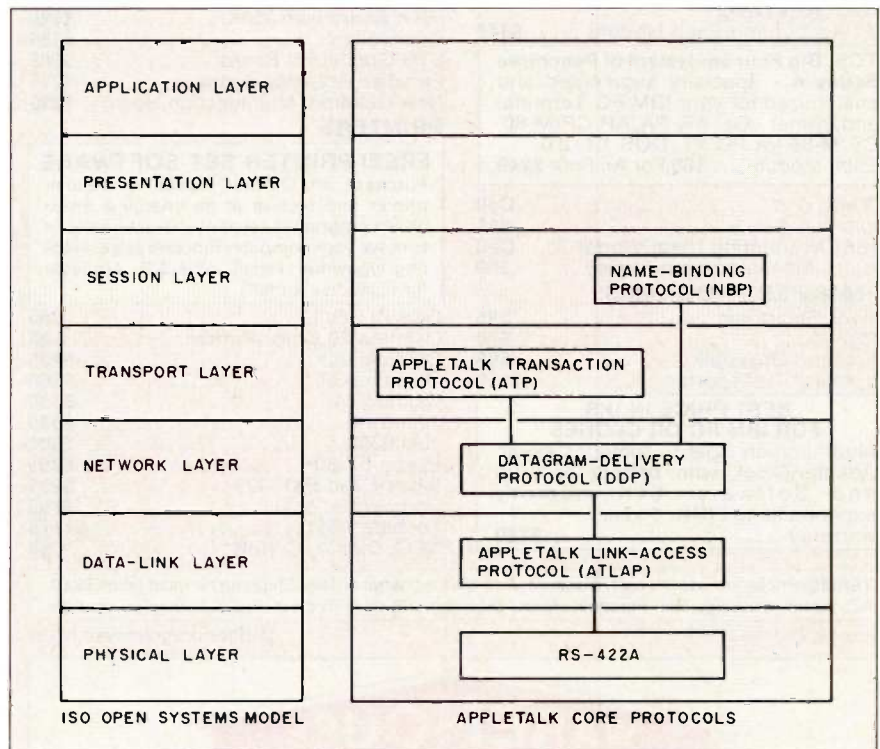 APPLICATION LAYER
PRESENTATION LAYER
SESSION LAYER
NAME-BINDING
PROTOCOL (NBP)
TRANSPORT LAYER
APPLETALK TRANSACTION
PROTOCOL (ATP)
NETWORK LAYER
DATAGRAM-DELIVERY
PROTOCOL (DDP)
DATA-LINK LAYER
APPLETALK LINK-ACCESS
PROTOCOL (ATLAP)
PHYSICAL LAYER
RS-422A
ISO OPEN SYSTEMS MODEL
APPLETALK CORE PROTOCOLS